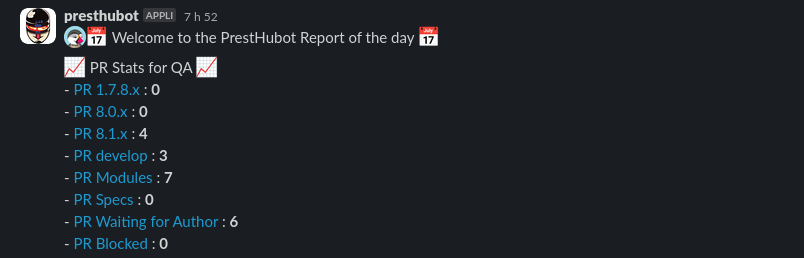 presthubot APPLI 7 h 52
Welcome to the PrestHubot Report of the day
PR Stats for QA
- PR 1.7.8.x : 0
- PR 8.0.x : 0
- PR 8.1.x : 4
- PR develop : 3
- PR Modules : 7
- PR Specs : 0
- PR Waiting for Author : 6
- PR Blocked : 0